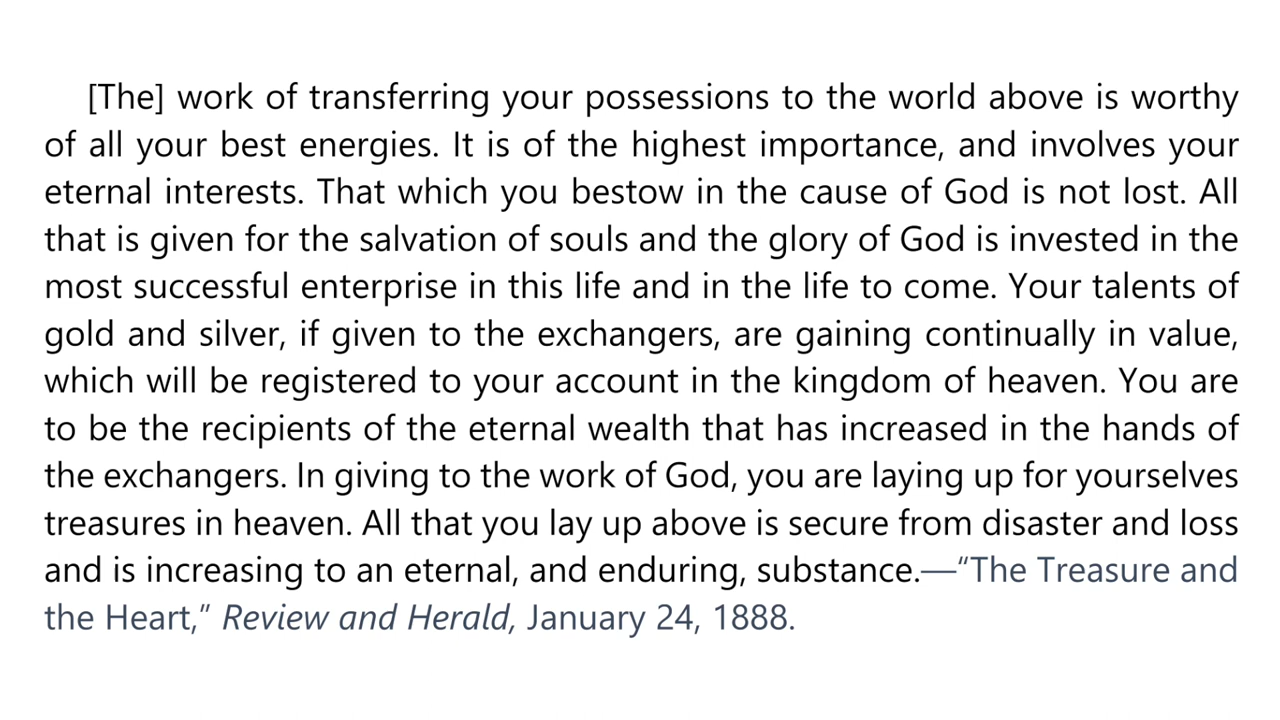 [The] work of transferring your possessions to the world above is worthy
of all your best energies. It is of the highest importance, and involves your
eternal interests. That which you bestow in the cause of God is not lost. All
that is given for the salvation of souls and the glory of God is invested in the
most successful enterprise in this life and in the life to come. Your talents of
gold and silver, if given to the exchangers, are gaining continually in value,
which will be registered to your account in the kingdom of heaven. You are
to be the recipients of the eternal wealth that has increased in the hands of
the exchangers. In giving to the work of God, you are laying up for yourselves
treasures in heaven. All that you lay up above is secure from disaster and loss
and is increasing to an eternal, and enduring, substance.—“The Treasure and
the Heart,” Review and Herald, January 24, 1888.